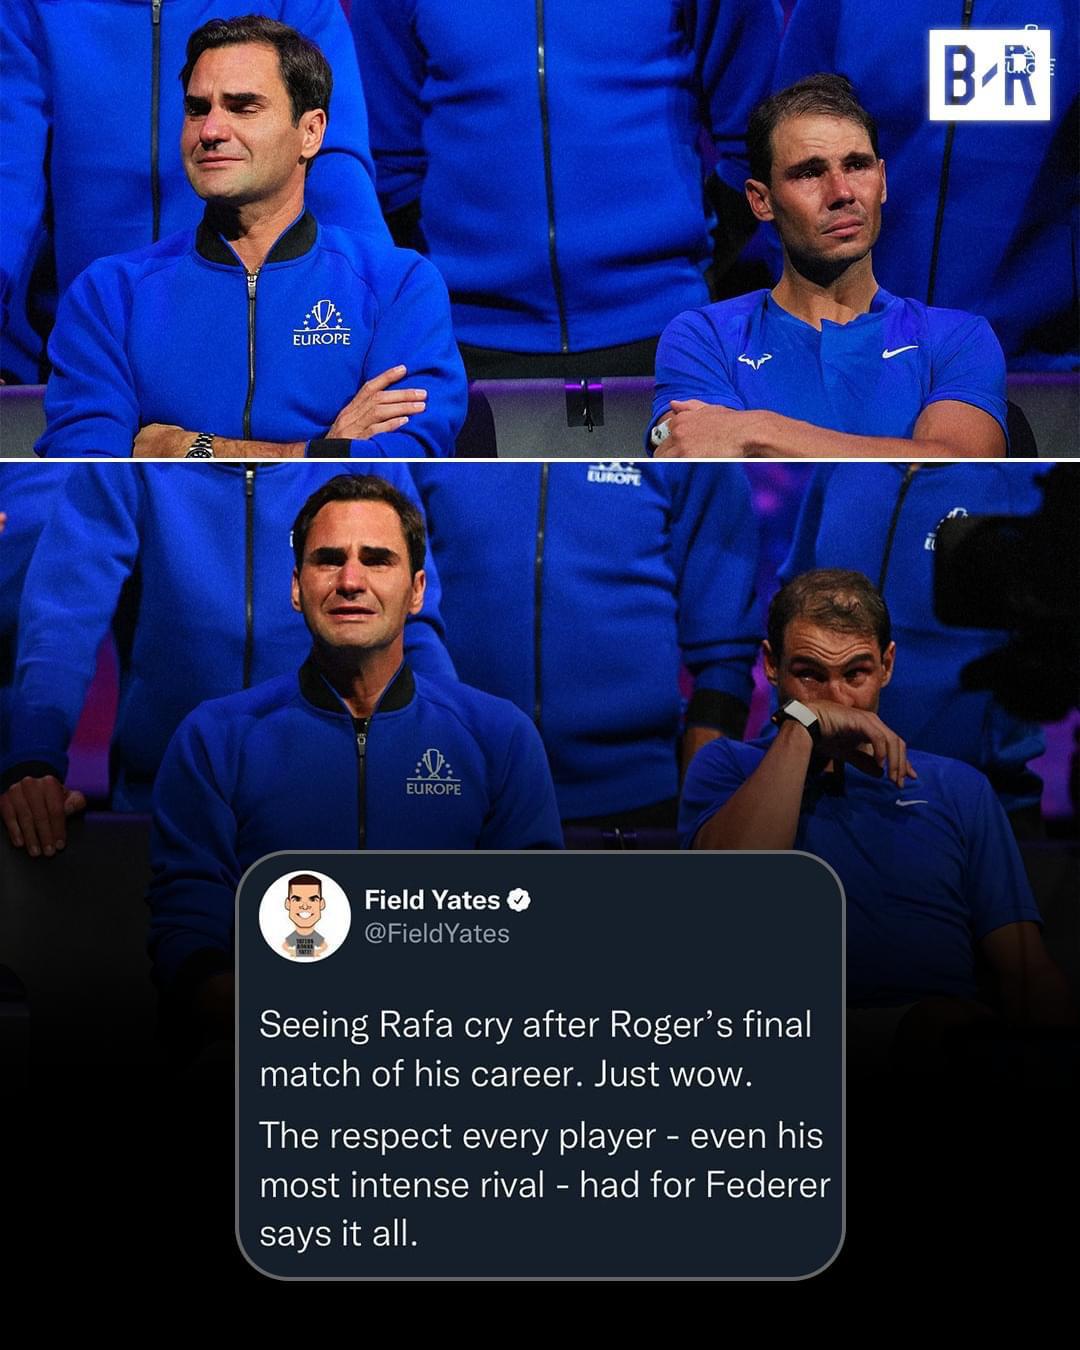 B/R
EUROPE
EUROPE
EUROPE
Field Yates
@FieldYates
Seeing Rafa cry after Roger’s final
match of his career. Just wow.
The respect every player - even his
most intense rival - had for Federer
says it all.